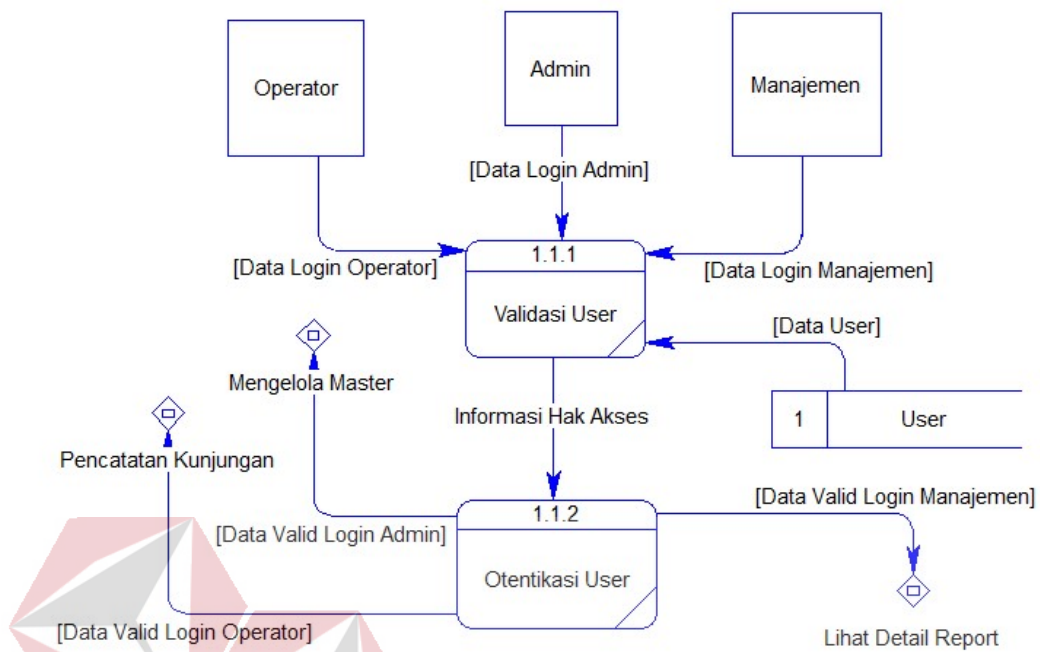 Operator
Admin
Manajemen
[Data Login Admin]
[Data Login Operator]
1.1.1
[Data Login Manajemen]
Validasi User
[Data User]
Mengelola Master
Informasi Hak Akses
1
User
Pencatatan Kunjungan
[Data Valid Login Manajemen]
1.1.2
[Data Valid Login Admin]
Otentikasi User
[Data Valid Login Operator]
Lihat Detail Report